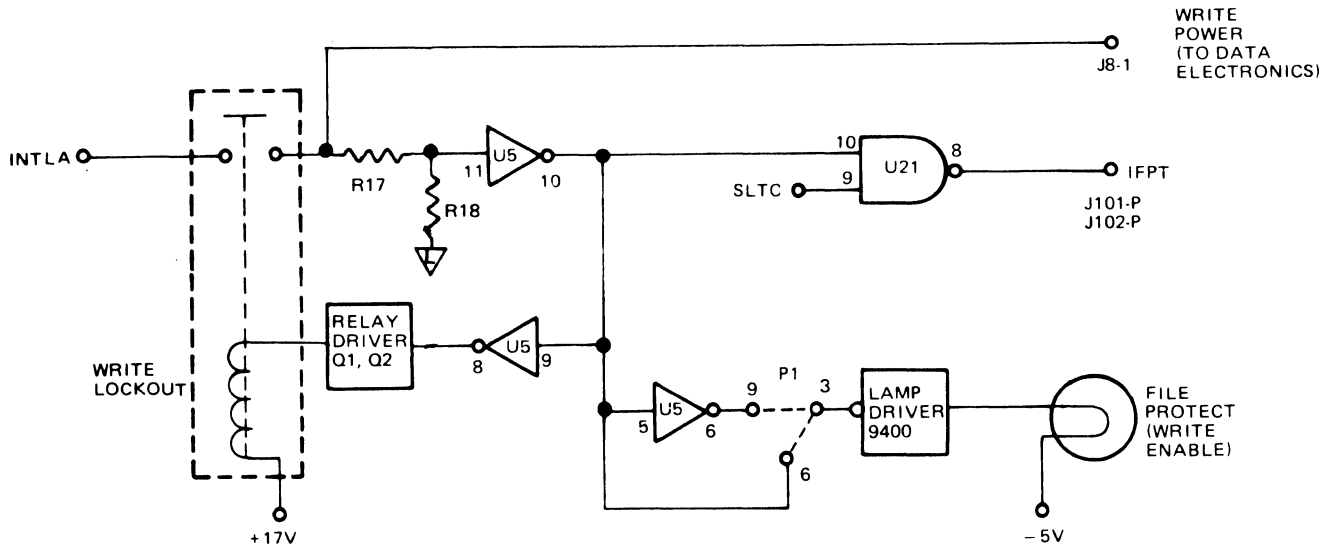 WRITE
POWER
(TO DATA
ELECTRONICS)
J8-1
INTLA
R17
R18
11
U5
10
10
9
U21
8
SLTC
IFPT
J101-P
J102-P
WRITE
LOCKOUT
RELAY
DRIVER
Q1, Q2
8
U5
9
5
U5
6
9
P1
3
6
LAMP
DRIVER
9400
FILE
PROTECT
(WRITE
ENABLE)
+17V
-5V